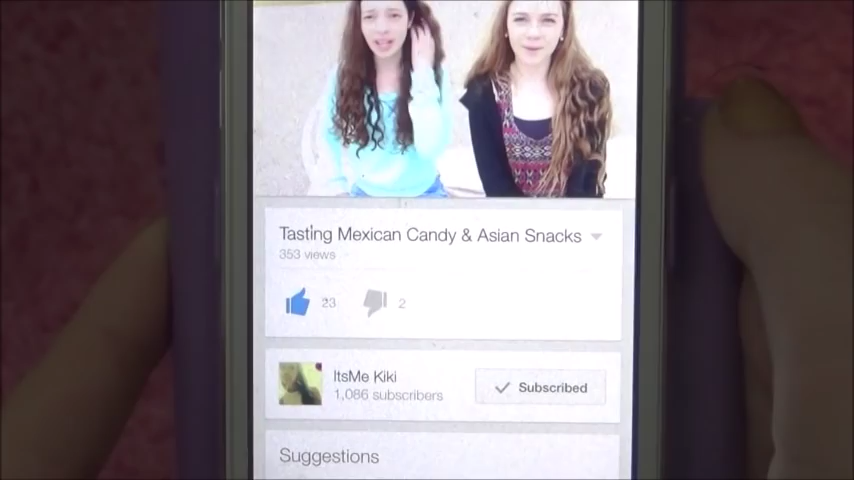 Tasting Mexican Candy & Asian Snacks
353 views
23
2
ItsMe Kiki
1,086 subscribers
Subscribed
Suggestions